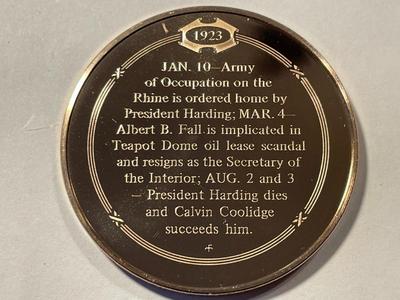 1923
JAN. 10—Army
of Occupation on the
Rhine is ordered home by
President Harding; MAR. 4—
Albert B. Fall is implicated in
Teapot Dome oil lease scandal
and resigns as the Secretary of
the Interior; AUG. 2 and 3
— President Harding dies
and Calvin Coolidge
succeeds him.